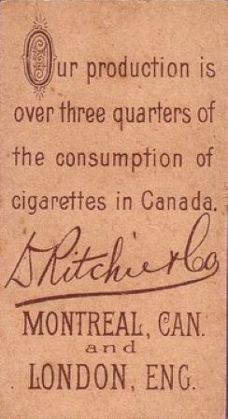 Our production is
over three quarters of
the consumption of
cigarettes in Canada.
D Ritchie & Co
MONTREAL, CAN.
and
LONDON, ENG.